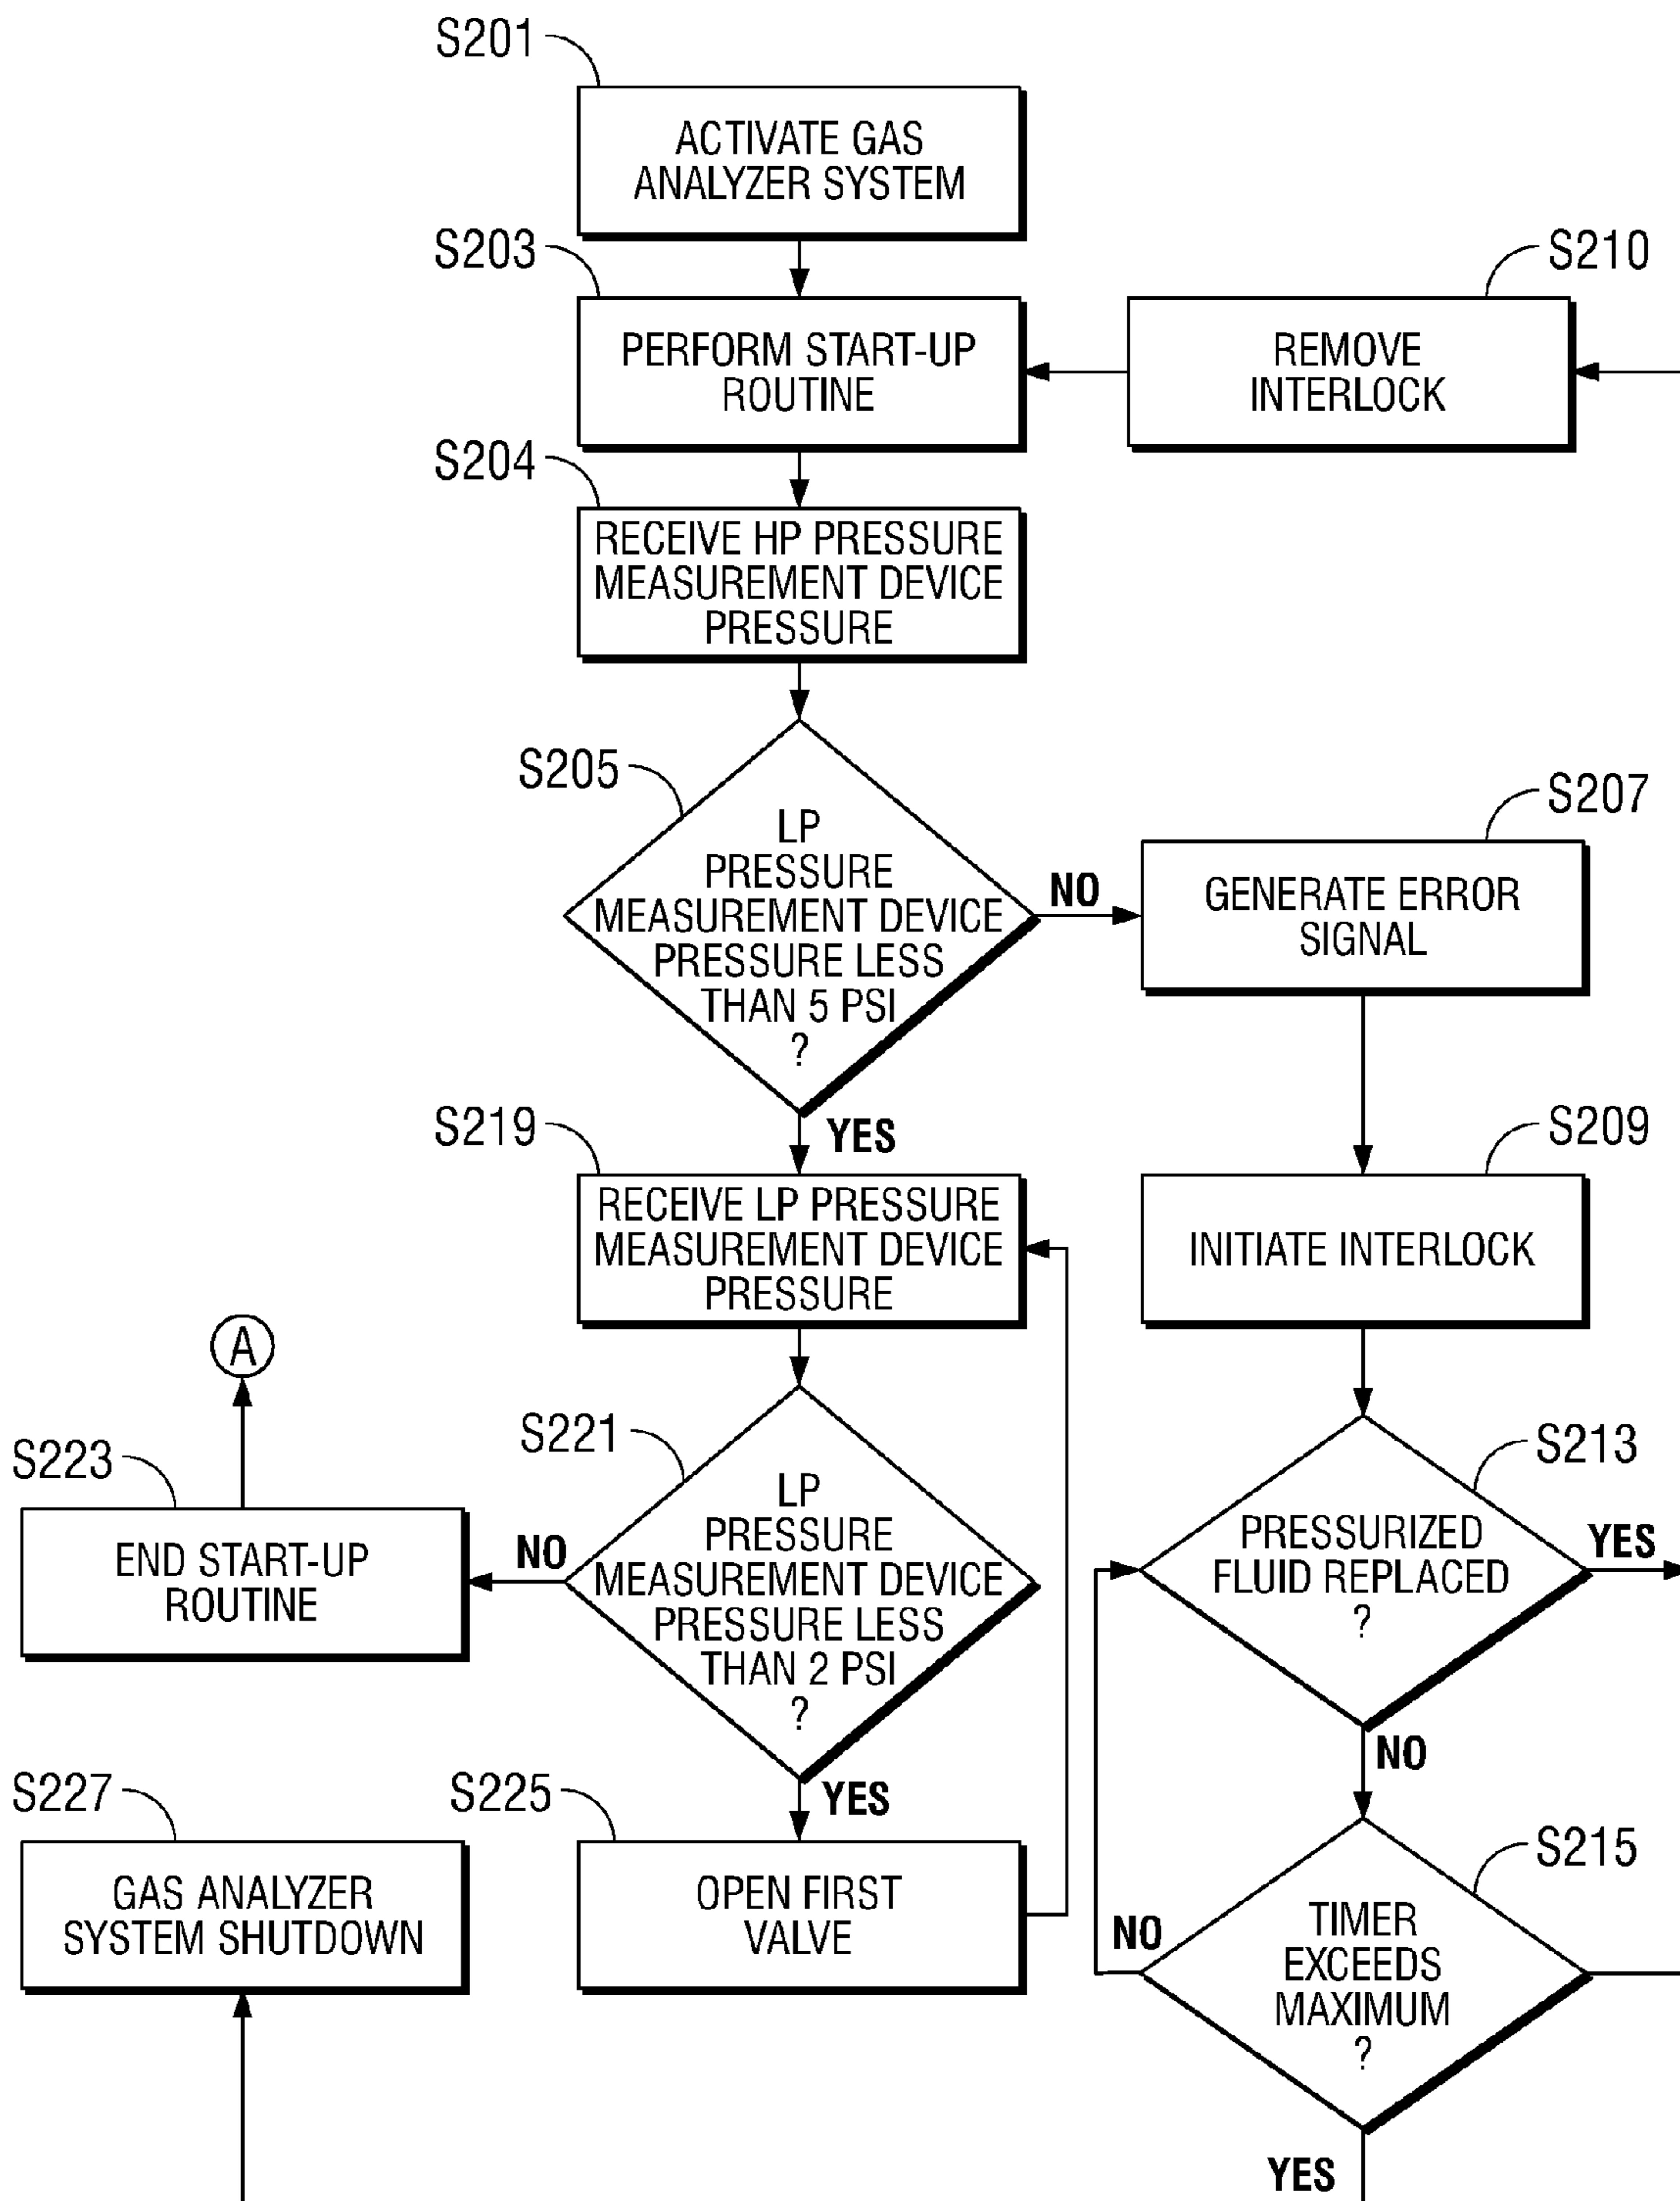 S201
ACTIVATE GAS
ANALYZER SYSTEM
S203
PERFORM START-UP
ROUTINE
S210
REMOVE
INTERLOCK
S204
RECEIVE HP PRESSURE
MEASUREMENT DEVICE
PRESSURE
S205
LP
PRESSURE
MEASUREMENT DEVICE
PRESSURE LESS
THAN 5 PSI
?
NO
S207
GENERATE ERROR
SIGNAL
YES
S219
RECEIVE LP PRESSURE
MEASUREMENT DEVICE
PRESSURE
S209
INITIATE INTERLOCK
A
S223
END START-UP
ROUTINE
NO
S221
LP
PRESSURE
MEASUREMENT DEVICE
PRESSURE LESS
THAN 2 PSI
?
S213
PRESSURIZED
FLUID REPLACED
?
YES
NO
YES
S227
GAS ANALYZER
SYSTEM SHUTDOWN
S225
OPEN FIRST
VALVE
S215
TIMER
EXCEEDS
MAXIMUM
?
NO
YES